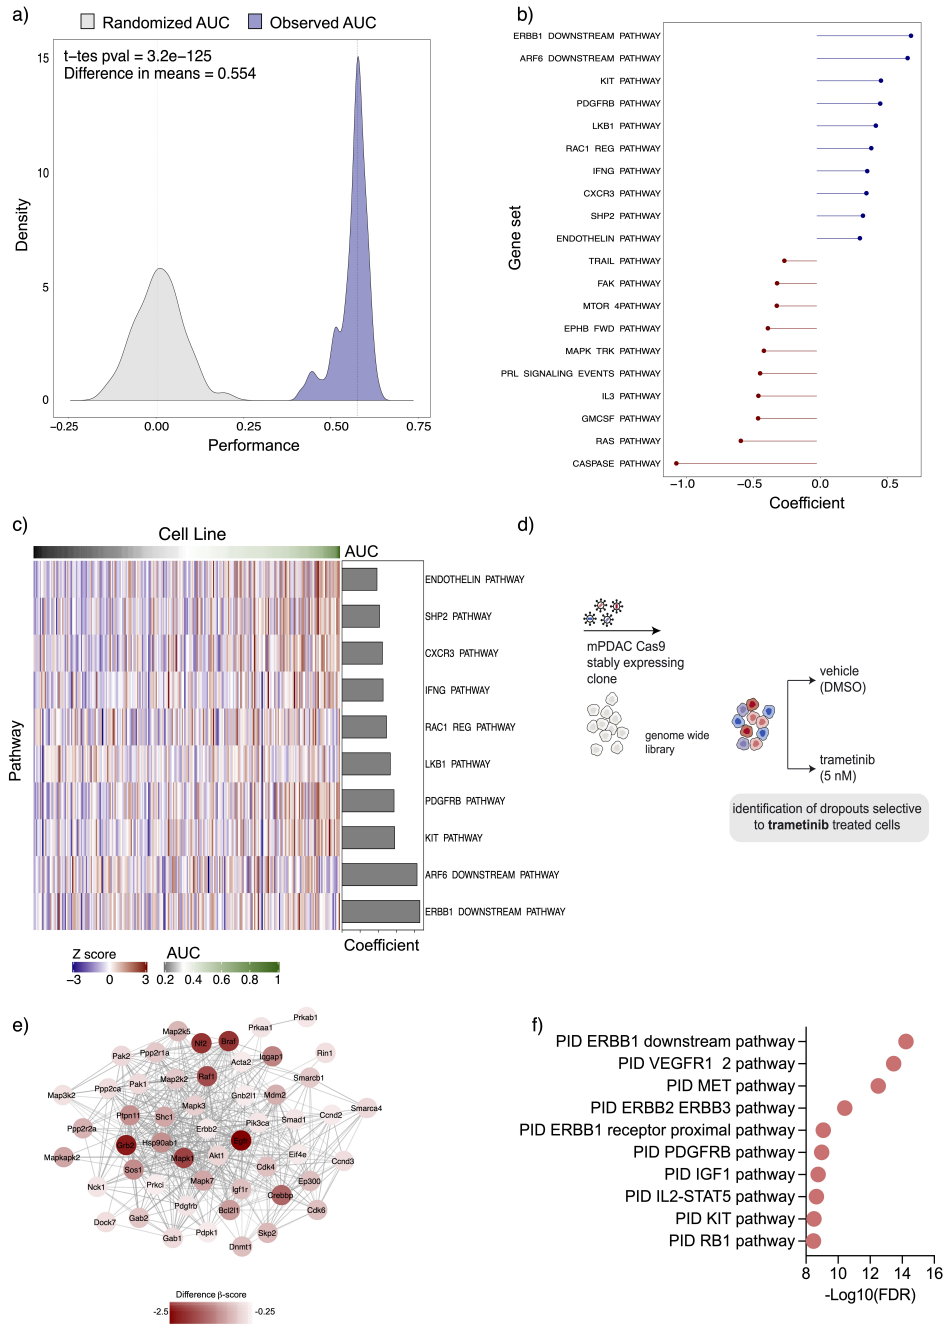 a)
Randomized AUC
Observed AUC
t−tes pval = 3.2e−125
Difference in means = 0.554
Density
15
10
5
0
−0.25
0.00
0.25
0.50
0.75
Performance
b)
Gene set
ERBB1 DOWNSTREAM PATHWAY
ARF6 DOWNSTREAM PATHWAY
KIT PATHWAY
PDGFRB PATHWAY
LKB1 PATHWAY
RAC1 REG PATHWAY
IFNG PATHWAY
CXCR3 PATHWAY
SHP2 PATHWAY
ENDOTHELIN PATHWAY
TRAIL PATHWAY
FAK PATHWAY
MTOR 4PATHWAY
EPHB FWD PATHWAY
MAPK TRK PATHWAY
PRL SIGNALING EVENTS PATHWAY
IL3 PATHWAY
GMCSF PATHWAY
RAS PATHWAY
CASPASE PATHWAY
−1.0
−0.5
0.0
0.5
Coefficient
c)
Cell Line
AUC
Pathway
ENDOTHELIN PATHWAY
SHP2 PATHWAY
CXCR3 PATHWAY
IFNG PATHWAY
RAC1 REG PATHWAY
LKB1 PATHWAY
PDGFRB PATHWAY
KIT PATHWAY
ARF6 DOWNSTREAM PATHWAY
ERBB1 DOWNSTREAM PATHWAY
Coefficient
Z score
−3 0 3
AUC
0.2 0.4 0.6 0.8 1
d)
mPDAC Cas9
stably expressing
clone
genome wide
library
vehicle
(DMSO)
trametinib
(5 nM)
identification of dropouts selective
to trametinib treated cells
e)
Prkab1
Map2k5
Nf2
Braf
Prkaa1
Pak2
Ppp2r1a
Acta2
Iqgap1
Rin1
Map3k2
Ppp2ca
Pak1
Map2k2
Raf1
Gnb2l1
Mdm2
Smarcb1
Mapk3
Smarca4
Ptpn11
Shc1
Pik3ca
Smad1
Ccnd2
Ppp2r2a
Erbb2
Grb2
Hsp90ab1
Egfr
Mapkapk2
Mapk1
Akt1
Eif4e
Ccnd3
Sos1
Cdk4
Nck1
Prkci
Mapk7
Igf1r
Crebbp
Ep300
Pdgfrb
Bcl2l1
Cdk6
Dock7
Gab2
Gab1
Pdpk1
Skp2
Dnmt1
Difference β-score
-2.5
-0.25
f)
PID ERBB1 downstream pathway
PID VEGFR1 2 pathway
PID MET pathway
PID ERBB2 ERBB3 pathway
PID ERBB1 receptor proximal pathway
PID PDGFRB pathway
PID IGF1 pathway
PID IL2-STAT5 pathway
PID KIT pathway
PID RB1 pathway
8 10 12 14 16
-Log10(FDR)